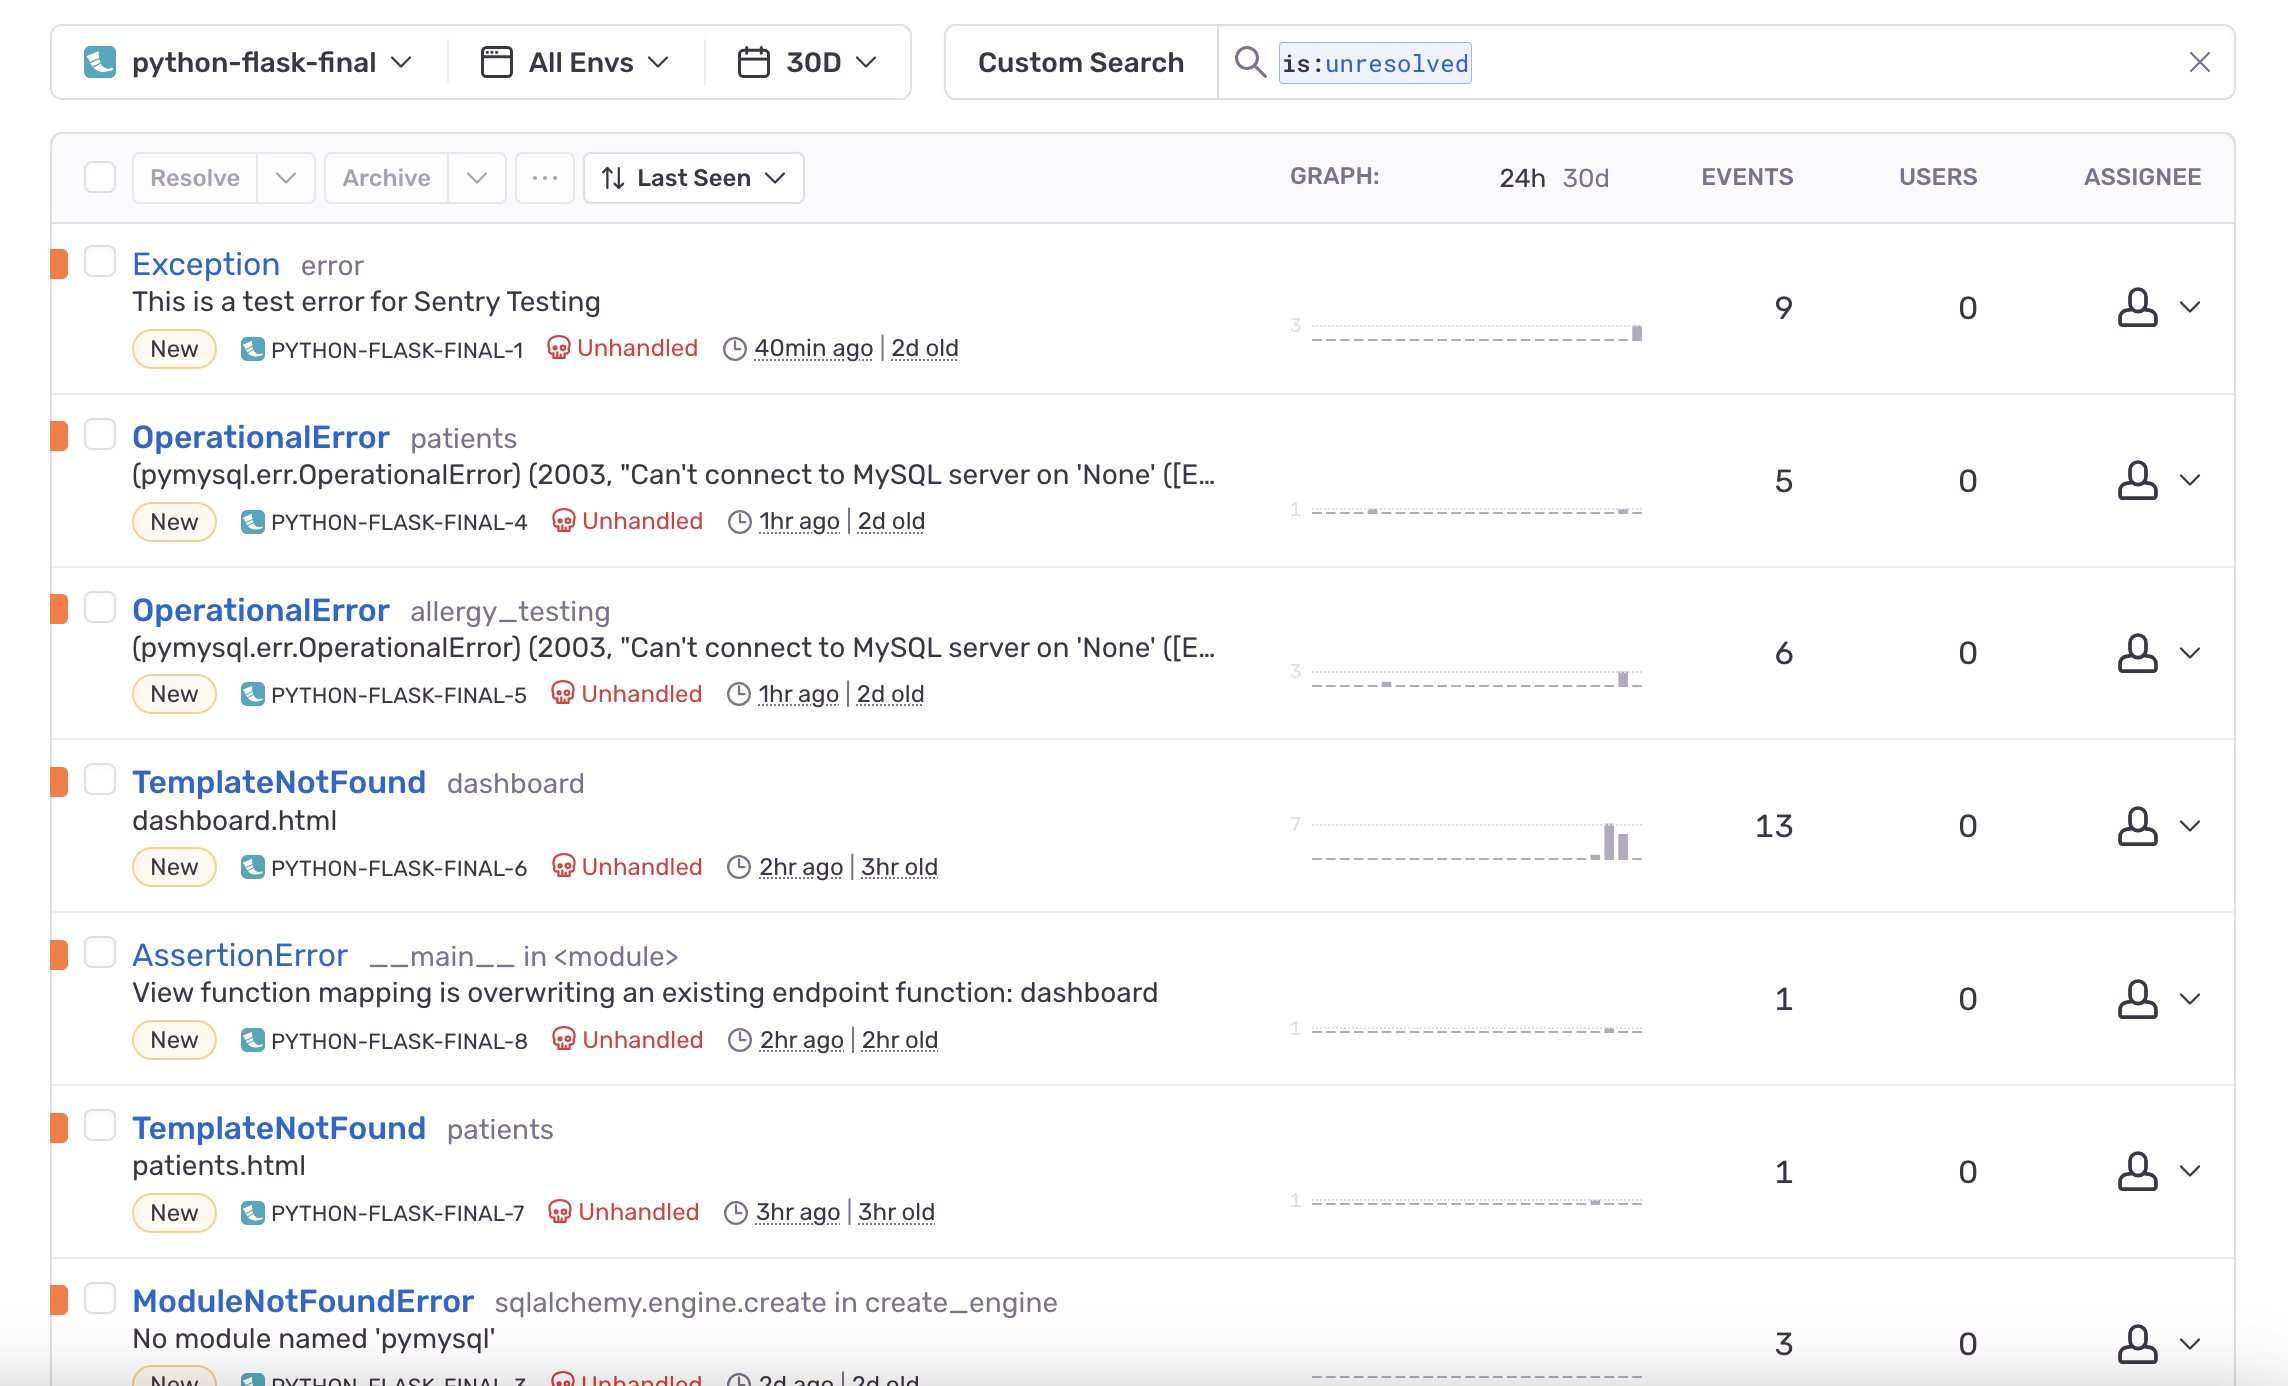 python-flask-final All Envs 30D Custom Search is:unresolved
Resolve Archive ... Last Seen GRAPH: 24h 30d EVENTS USERS ASSIGNEE
Exception error
This is a test error for Sentry Testing
3 9 0
New PYTHON-FLASK-FINAL-1 Unhandled 40min ago | 2d old
OperationalError patients
(pymysql.err.OperationalError) (2003, "Can't connect to MySQL server on 'None' ([E...
1 5 0
New PYTHON-FLASK-FINAL-4 Unhandled 1hr ago | 2d old
OperationalError allergy_testing
(pymysql.err.OperationalError) (2003, "Can't connect to MySQL server on 'None' ([E...
3 6 0
New PYTHON-FLASK-FINAL-5 Unhandled 1hr ago | 2d old
TemplateNotFound dashboard
dashboard.html
7 13 0
New PYTHON-FLASK-FINAL-6 Unhandled 2hr ago | 3hr old
AssertionError __main__ in <module>
View function mapping is overwriting an existing endpoint function: dashboard
1 1 0
New PYTHON-FLASK-FINAL-8 Unhandled 2hr ago | 2hr old
TemplateNotFound patients
patients.html
1 1 0
New PYTHON-FLASK-FINAL-7 Unhandled 3hr ago | 3hr old
ModuleNotFoundError sqlalchemy.engine.create in create_engine
No module named 'pymysql'
3 0
New PYTHON-FLASK-FINAL-3 Unhandled 2d ago | 2d old